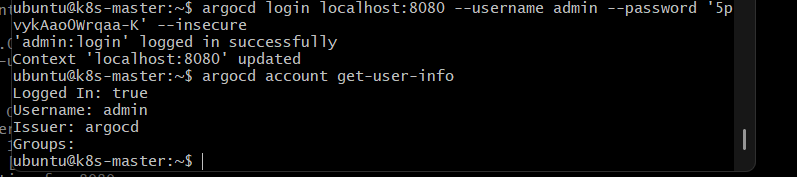 ubuntu@k8s-master:~$ argocd login localhost:8080 --username admin --password '5p
vykAaoOWrqaa-K' --insecure
'admin:login' logged in successfully
Context 'localhost:8080' updated
ubuntu@k8s-master:~$ argocd account get-user-info
Logged In: true
Username: admin
Issuer: argocd
Groups:
ubuntu@k8s-master:~$